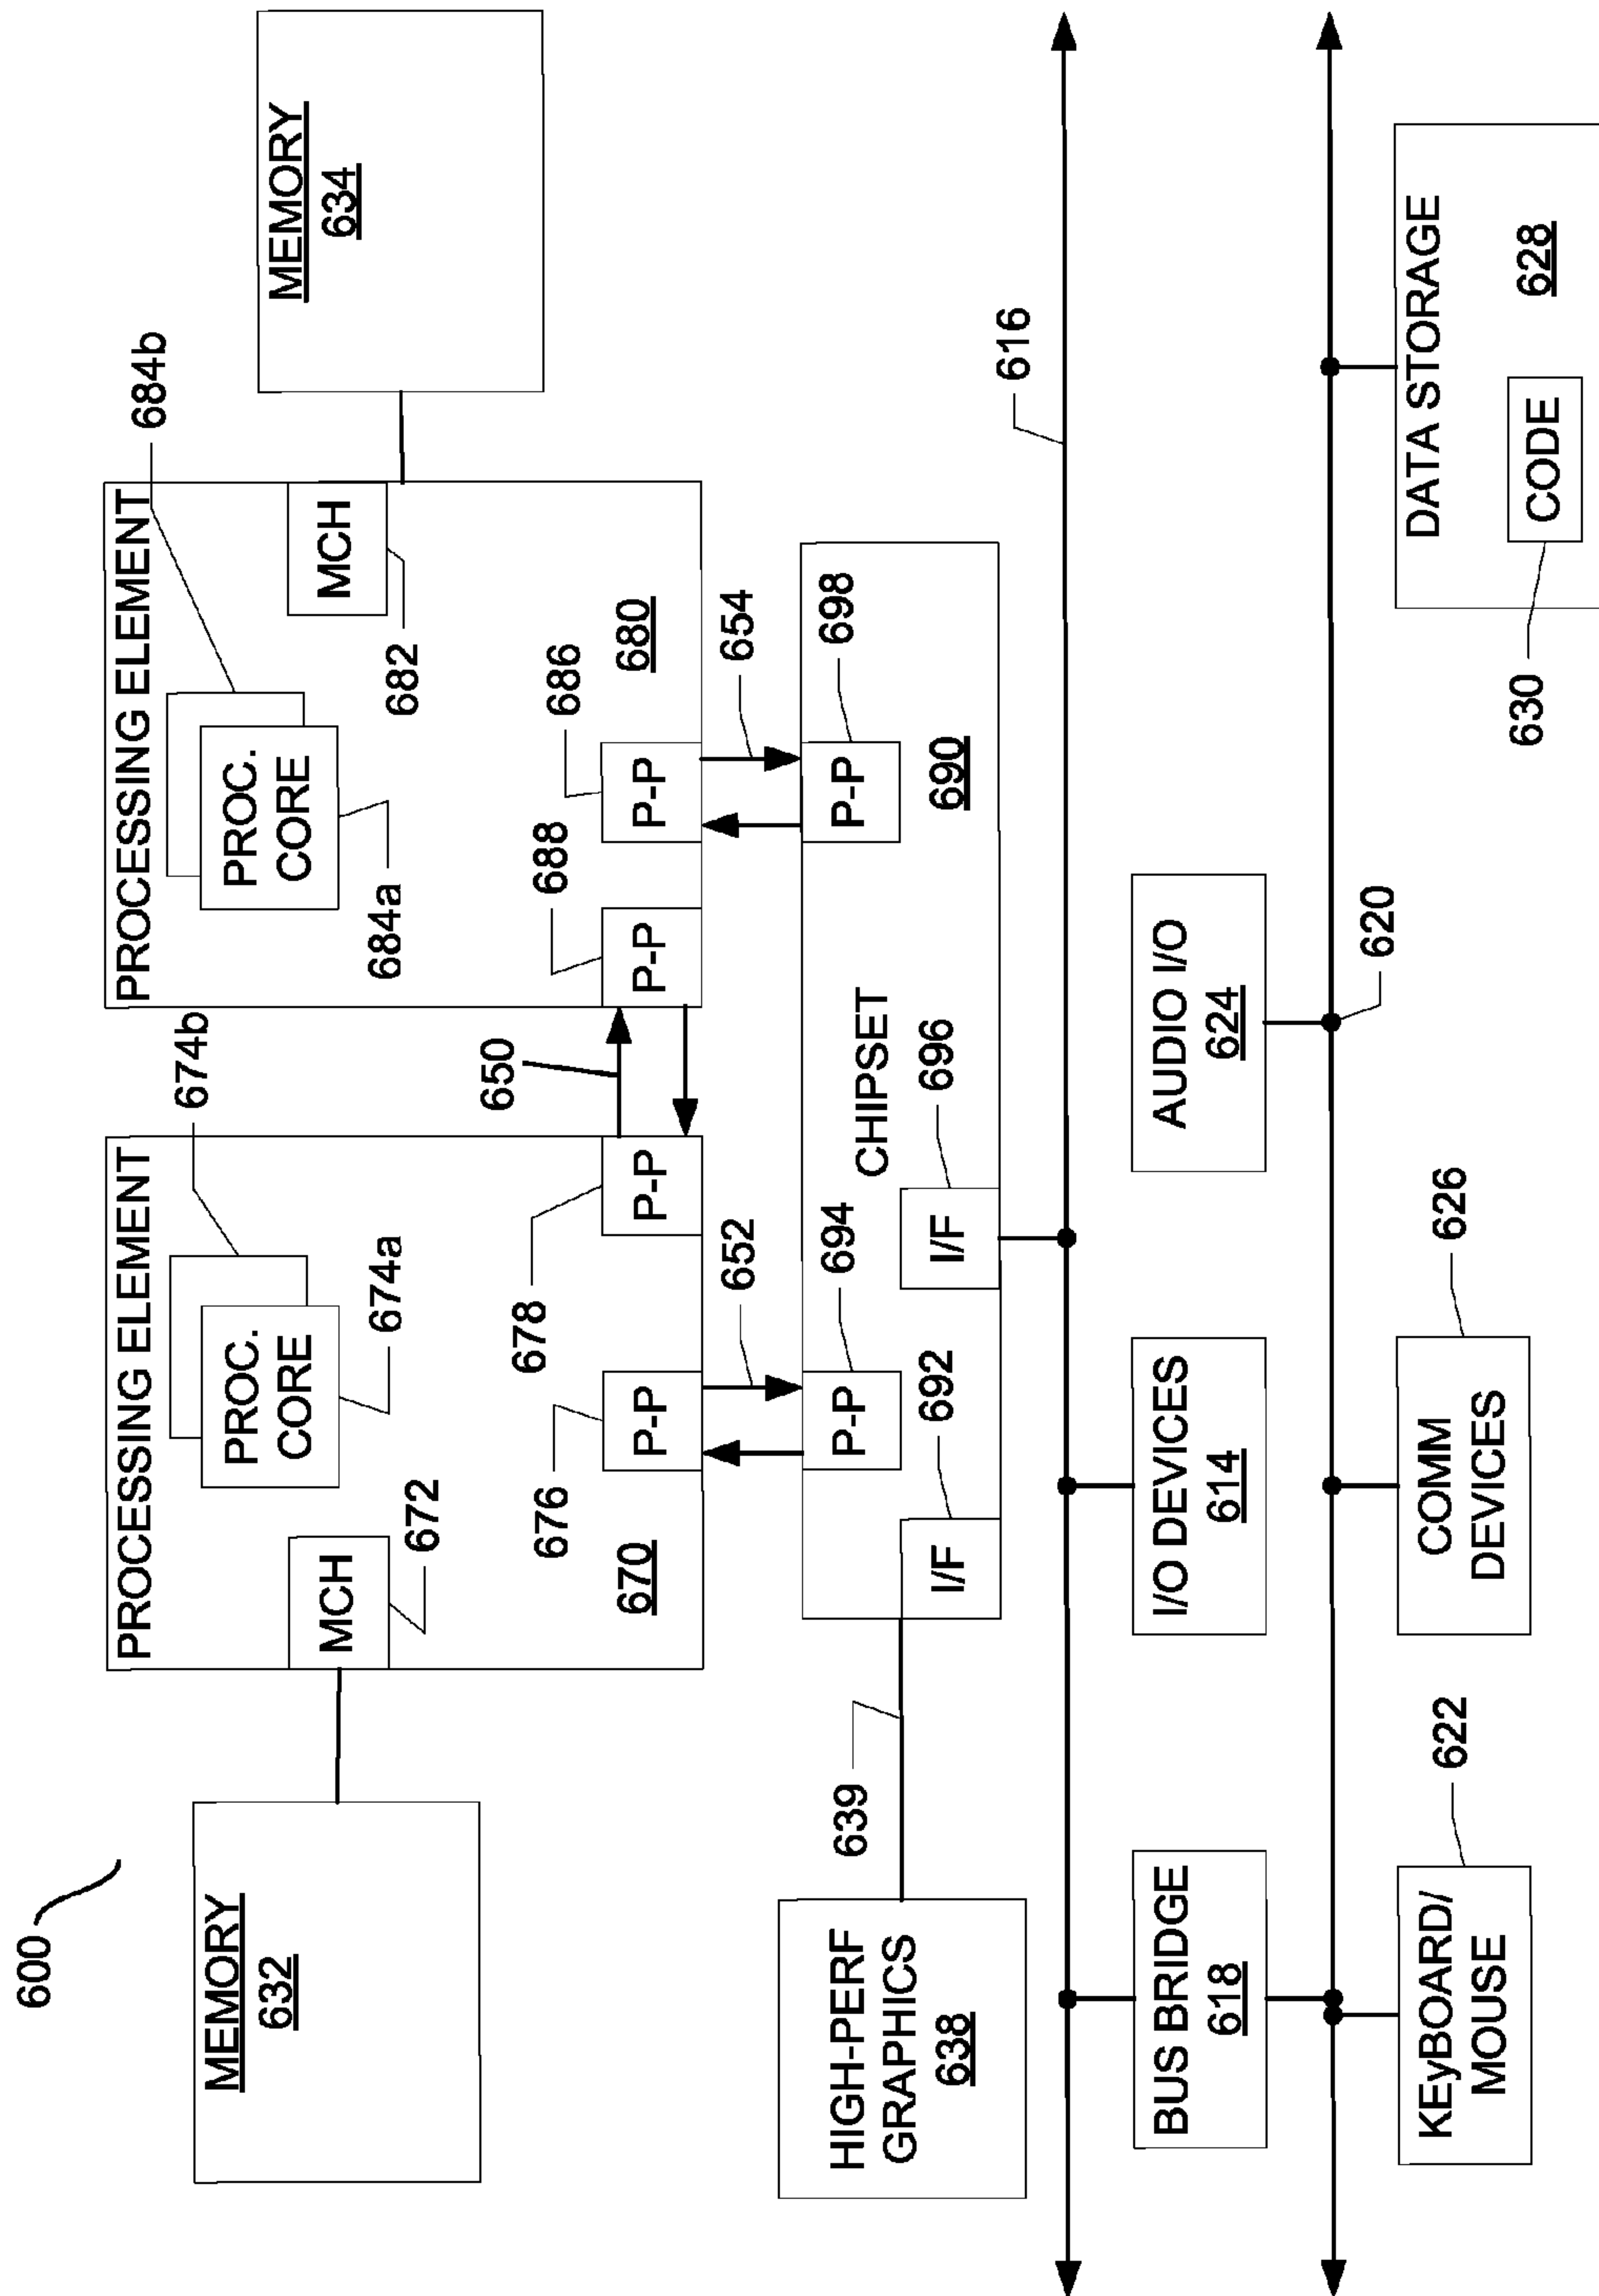 600
MEMORY
632
PROCESSING ELEMENT
674b
PROC.
CORE
674a
MCH
672
670
676
P-P
678
P-P
650
PROCESSING ELEMENT
684b
PROC.
CORE
684a
MCH
682
680
688
P-P
686
P-P
MEMORY
634
652
654
HIGH-PERF
GRAPHICS
638
639
CHIPSET
690
P-P
694
I/F
692
I/F
696
P-P
698
616
BUS BRIDGE
618
I/O DEVICES
614
AUDIO I/O
624
620
KEyBOARD/
MOUSE
622
COMM
DEVICES
626
DATA STORAGE
628
CODE
630